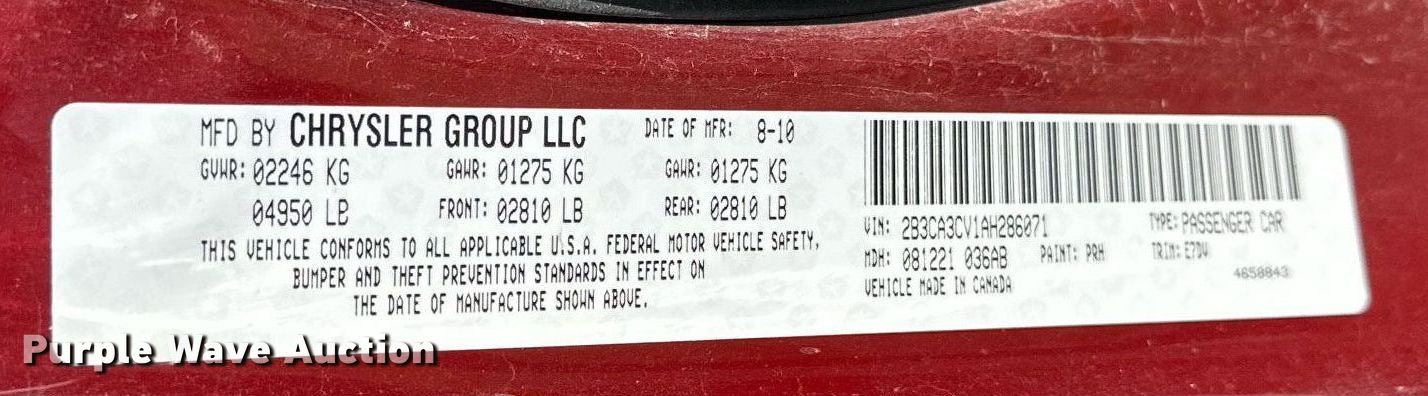 MFD BY CHRYSLER GROUP LLC DATE OF MFR: 8-10
GVWR: 02246 KG GAWR: 01275 KG GAWR: 01275 KG
04950 LB FRONT: 02810 LB REAR: 02810 LB
THIS VEHICLE CONFORMS TO ALL APPLICABLE U.S.A. FEDERAL MOTOR VEHICLE SAFETY,
BUMPER AND THEFT PREVENTION STANDARDS IN EFFECT ON
THE DATE OF MANUFACTURE SHOWN ABOVE.
VIN: 2B3CA3CV1AH286071 TYPE: PASSENGER CAR
MDH: 081221 036AB PAINT: PRH TRIM: E7DV
VEHICLE MADE IN CANADA 4650843
Purple Wave Auction